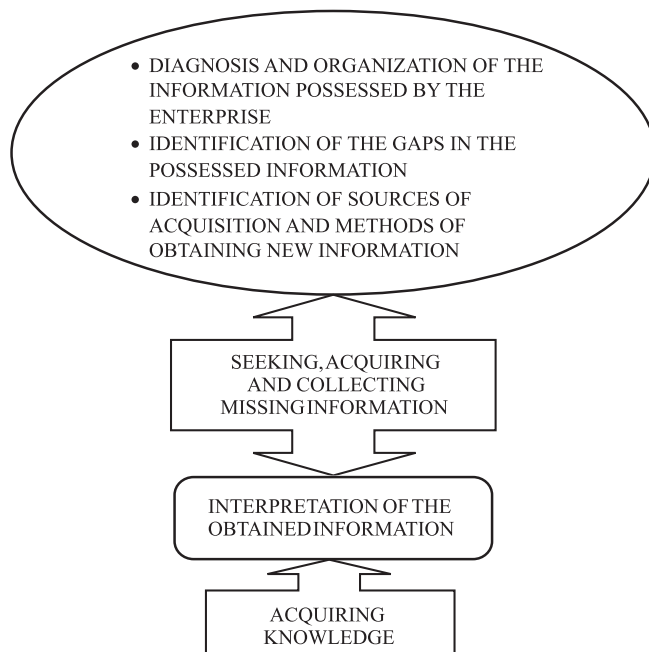 • DIAGNOSIS AND ORGANIZATION OF THE
INFORMATION POSSESSED BY THE
ENTERPRISE
• IDENTIFICATION OF THE GAPS IN THE
POSSESSED INFORMATION
• IDENTIFICATION OF SOURCES OF
ACQUISITION AND METHODS OF
OBTAINING NEW INFORMATION
SEEKING, ACQUIRING
AND COLLECTING
MISSING INFORMATION
INTERPRETATION OF THE
OBTAINED INFORMATION
ACQUIRING
KNOWLEDGE